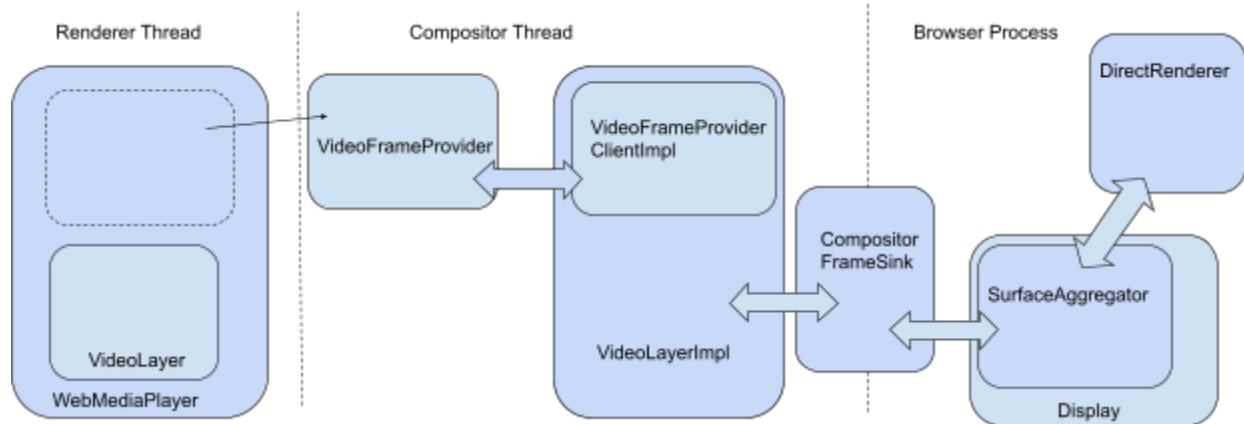 Renderer Thread
Compositor Thread
Browser Process
DirectRenderer
VideoFrameProvider
VideoFrameProvider
ClientImpl
Compositor
FrameSink
SurfaceAggregator
VideoLayer
VideoLayerImpl
WebMediaPlayer
Display